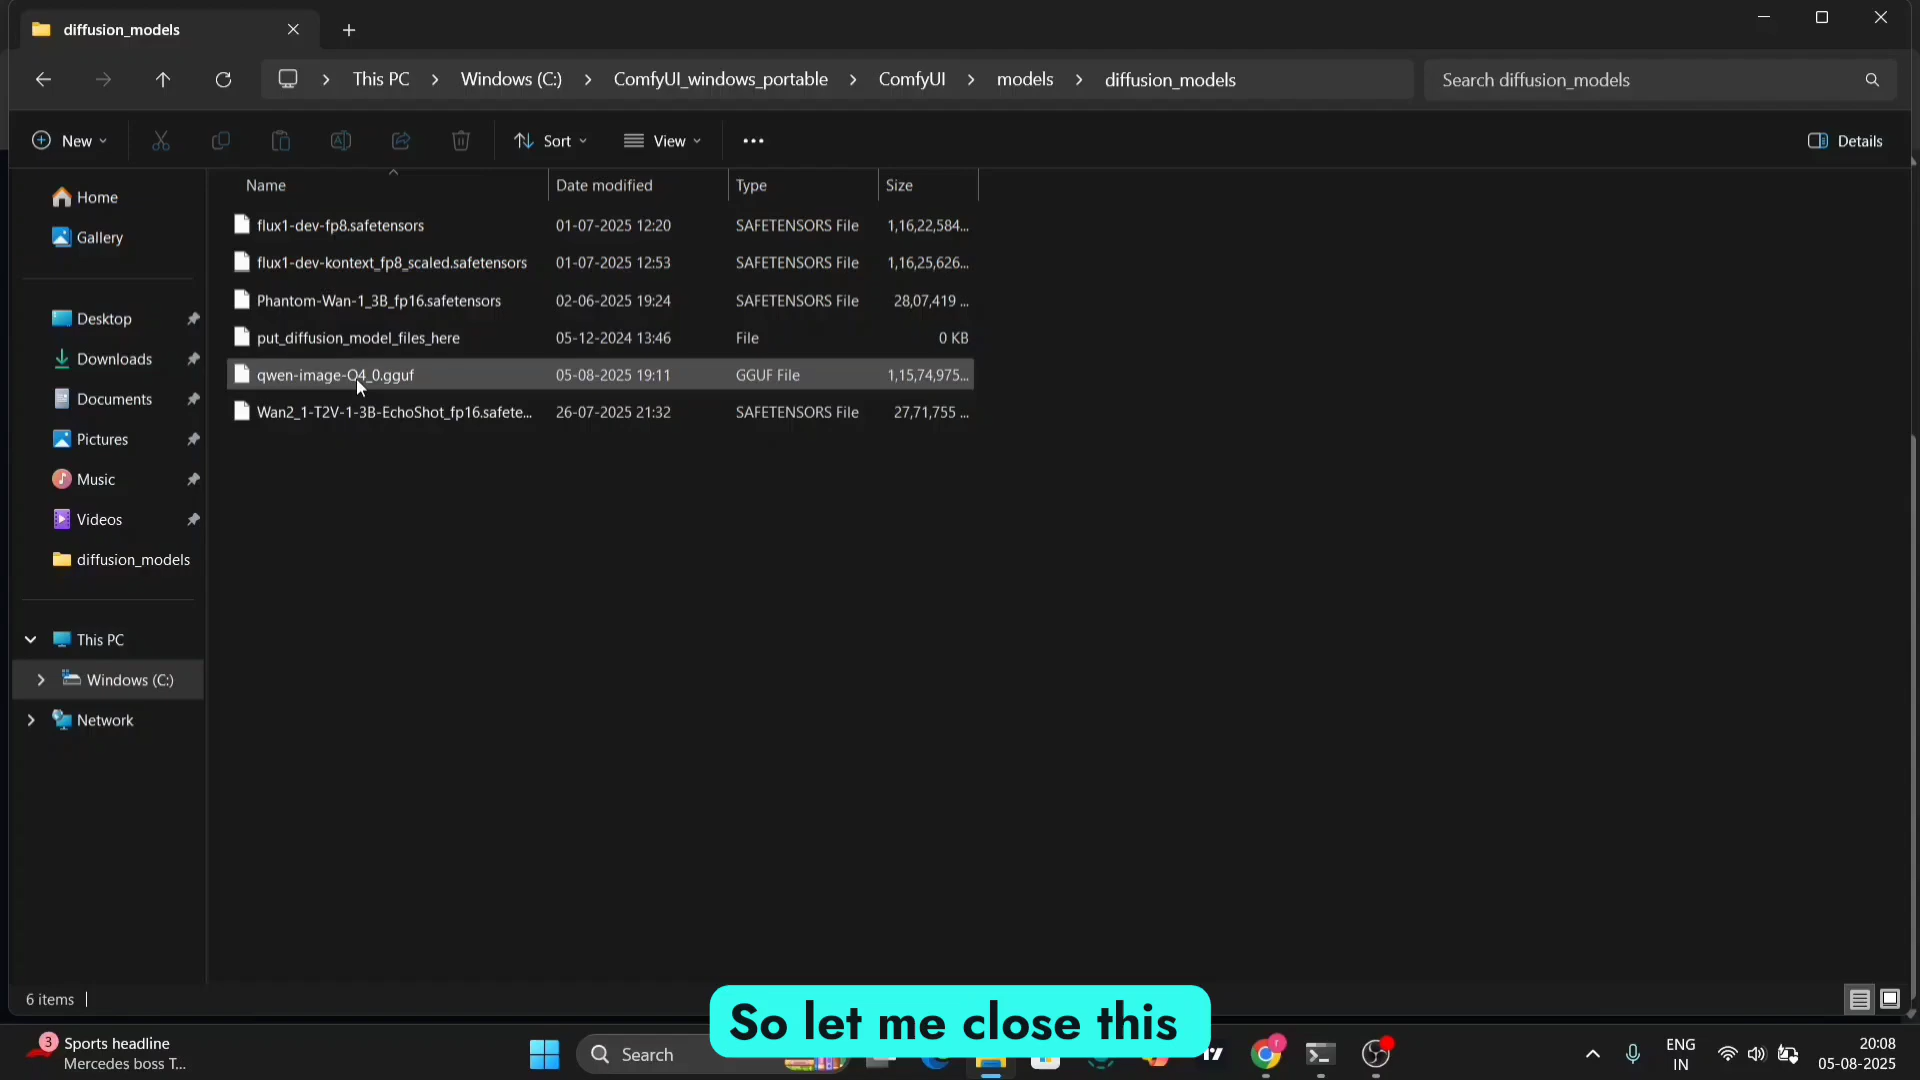 diffusion_models
This PC
Windows (C:)
ComfyUI_windows_portable
ComfyUI
models
diffusion_models
Search diffusion_models
New
Sort
View
Details
Name
Date modified
Type
Size
Home
Gallery
Desktop
Downloads
Documents
Pictures
Music
Videos
diffusion_models
This PC
Windows (C:)
Network
flux1-dev-fp8.safetensors 01-07-2025 12:20 SAFETENSORS File 1,16,22,584...
flux1-dev-kontext_fp8_scaled.safetensors 01-07-2025 12:53 SAFETENSORS File 1,16,25,626...
Phantom-Wan-1_3B_fp16.safetensors 02-06-2025 19:24 SAFETENSORS File 28,07,419 ...
put_diffusion_model_files_here 05-12-2024 13:46 File 0 KB
qwen-image-Q4_0.gguf 05-08-2025 19:11 GGUF File 1,15,74,975...
Wan2_1-T2V-1-3B-EchoShot_fp16.safete... 26-07-2025 21:32 SAFETENSORS File 27,71,755 ...
6 items
So let me close this
3
Sports headline
Mercedes boss T...
Search
r
ENG
IN
20:08
05-08-2025